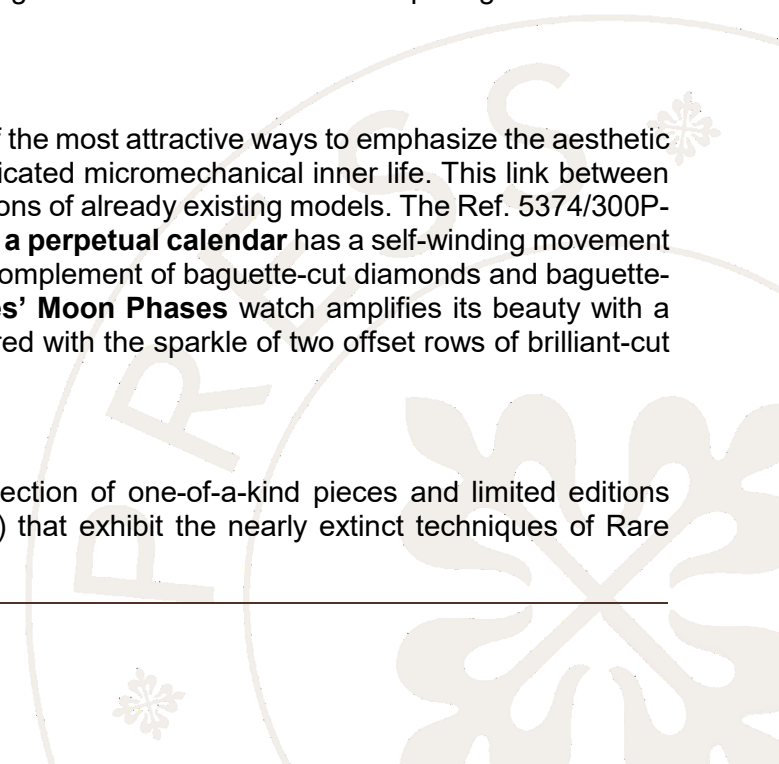 the most attractive ways to emphasize the aesthetic
icated micromechanical inner life. This link between
ons of already existing models. The Ref. 5374/300P-
a perpetual calendar has a self-winding movement
omplement of baguette-cut diamonds and baguette-
es’ Moon Phases watch amplifies its beauty with a
red with the sparkle of two offset rows of brilliant-cut
ection of one-of-a-kind pieces and limited editions
) that exhibit the nearly extinct techniques of Rare
PRESS